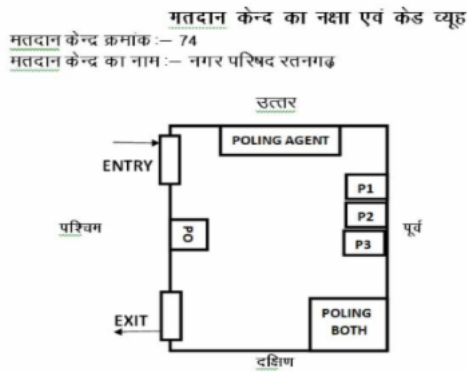 मतदान केन्द का नक्षा एवं केड व्यूह
मतदान केन्द क्रमांक :– 74
मतदान केन्द का नाम :– नगर परिषद रतनगढ़
उत्तर
POLING AGENT
ENTRY
P1
P2
P3
पश्चिम
PO
पूर्व
EXIT
POLING
BOTH
दक्षिण